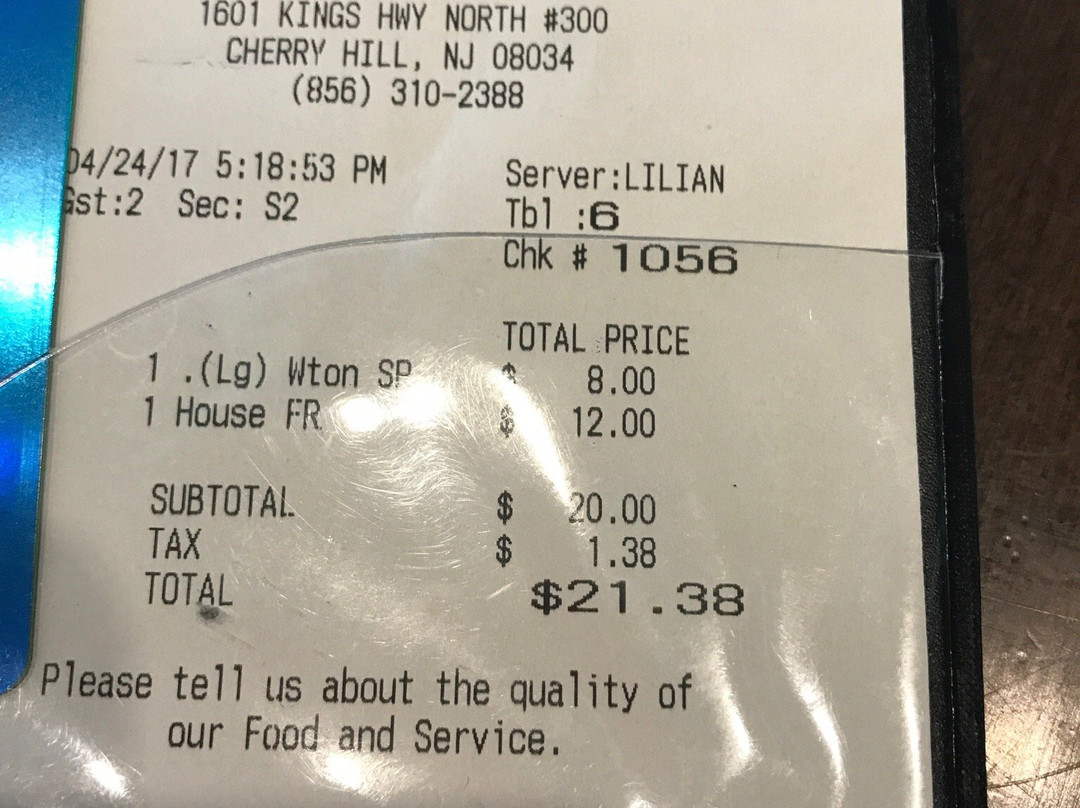 1601 KINGS HWY NORTH #300
CHERRY HILL, NJ 08034
(856) 310-2388
04/24/17 5:18:53 PM Server:LILIAN
Gst:2 Sec: S2 Tbl :6
Chk # 1056
TOTAL PRICE
1 .(Lg) Wton SP $ 8.00
1 House FR $ 12.00
SUBTOTAL $ 20.00
TAX $ 1.38
TOTAL $21.38
Please tell us about the quality of
our Food and Service.